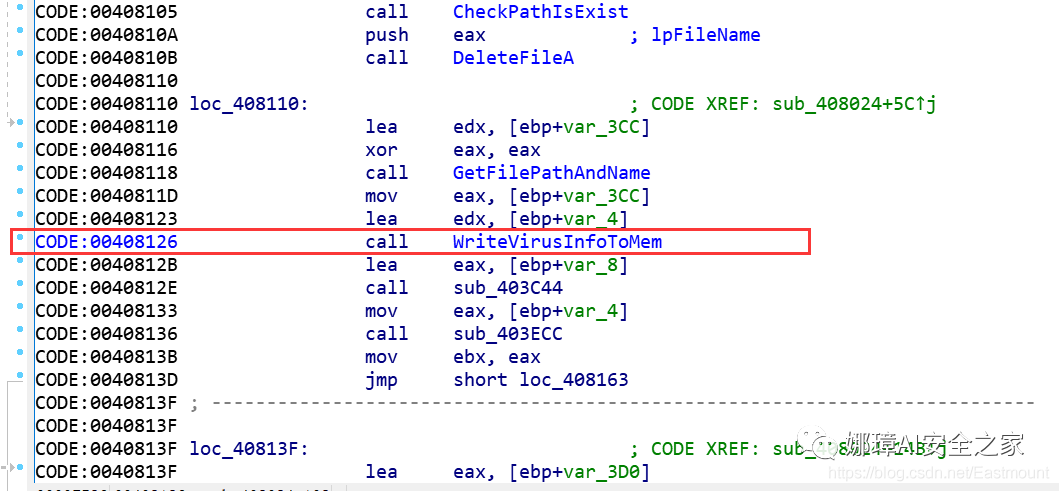 CODE:00408105 call CheckPathIsExist
CODE:0040810A push eax ; lpFileName
CODE:0040810B call DeleteFileA
CODE:00408110
CODE:00408110 loc_408110: ; CODE XREF: sub_408024+5C↑j
CODE:00408110 lea edx, [ebp+var_3CC]
CODE:00408116 xor eax, eax
CODE:00408118 call GetFilePathAndName
CODE:0040811D mov eax, [ebp+var_3CC]
CODE:00408123 lea edx, [ebp+var_4]
CODE:00408126 call WriteVirusInfoToMem
CODE:0040812B lea eax, [ebp+var_8]
CODE:0040812E call sub_403C44
CODE:00408133 mov eax, [ebp+var_4]
CODE:00408136 call sub_403ECC
CODE:0040813B mov ebx, eax
CODE:0040813D jmp short loc_408163
CODE:0040813F ; ---------------------------------------------------------------------------
CODE:0040813F
CODE:0040813F loc_40813F: ; CODE XREF:
娜璋AI安全之家
CODE:0040813F lea eax, [ebp+var_3D0]
https://blog.csdn.net/Eastmount